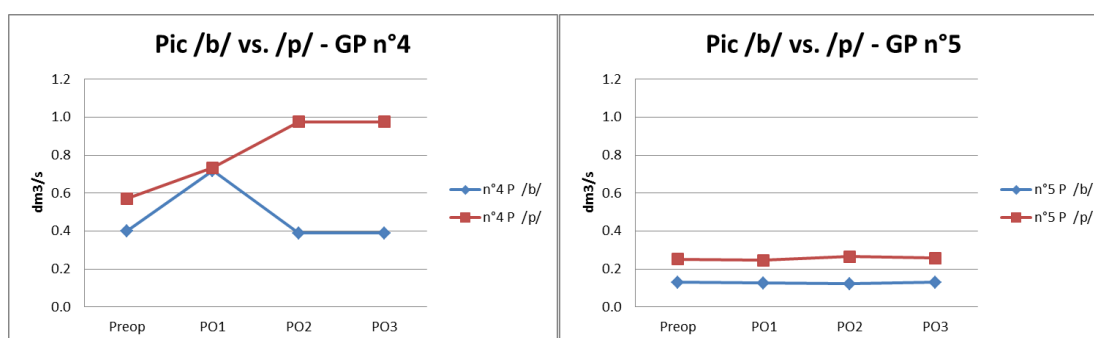 Pic /b/ vs. /p/ - GP n°4
1.2
1.0
0.8
0.6
0.4
0.2
0.0
dm3/s
Preop PO1 PO2 PO3
n°4 P /b/
n°4 P /p/
Pic /b/ vs. /p/ - GP n°5
1.2
1.0
0.8
0.6
0.4
0.2
0.0
dm3/s
Preop PO1 PO2 PO3
n°5 P /b/
n°5 P /p/